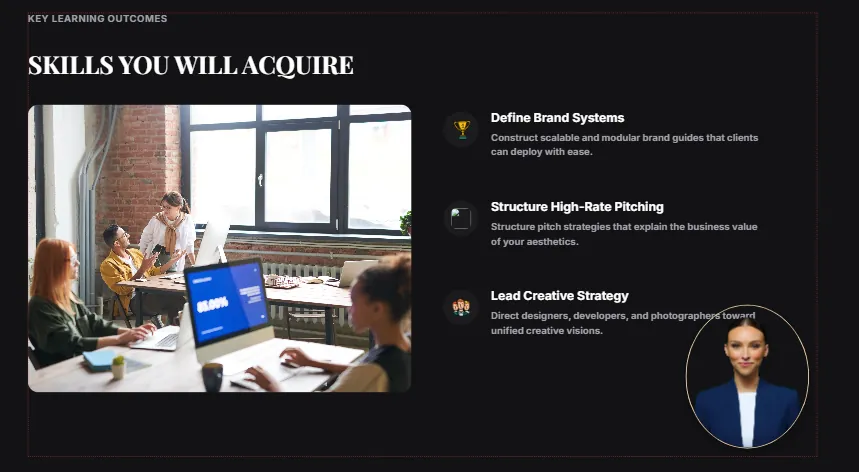 KEY LEARNING OUTCOMES
SKILLS YOU WILL ACQUIRE
Define Brand Systems
Construct scalable and modular brand guides that clients
can deploy with ease.
Structure High-Rate Pitching
Structure pitch strategies that explain the business value
of your aesthetics.
Lead Creative Strategy
Direct designers, developers, and photographers toward
unified creative visions.